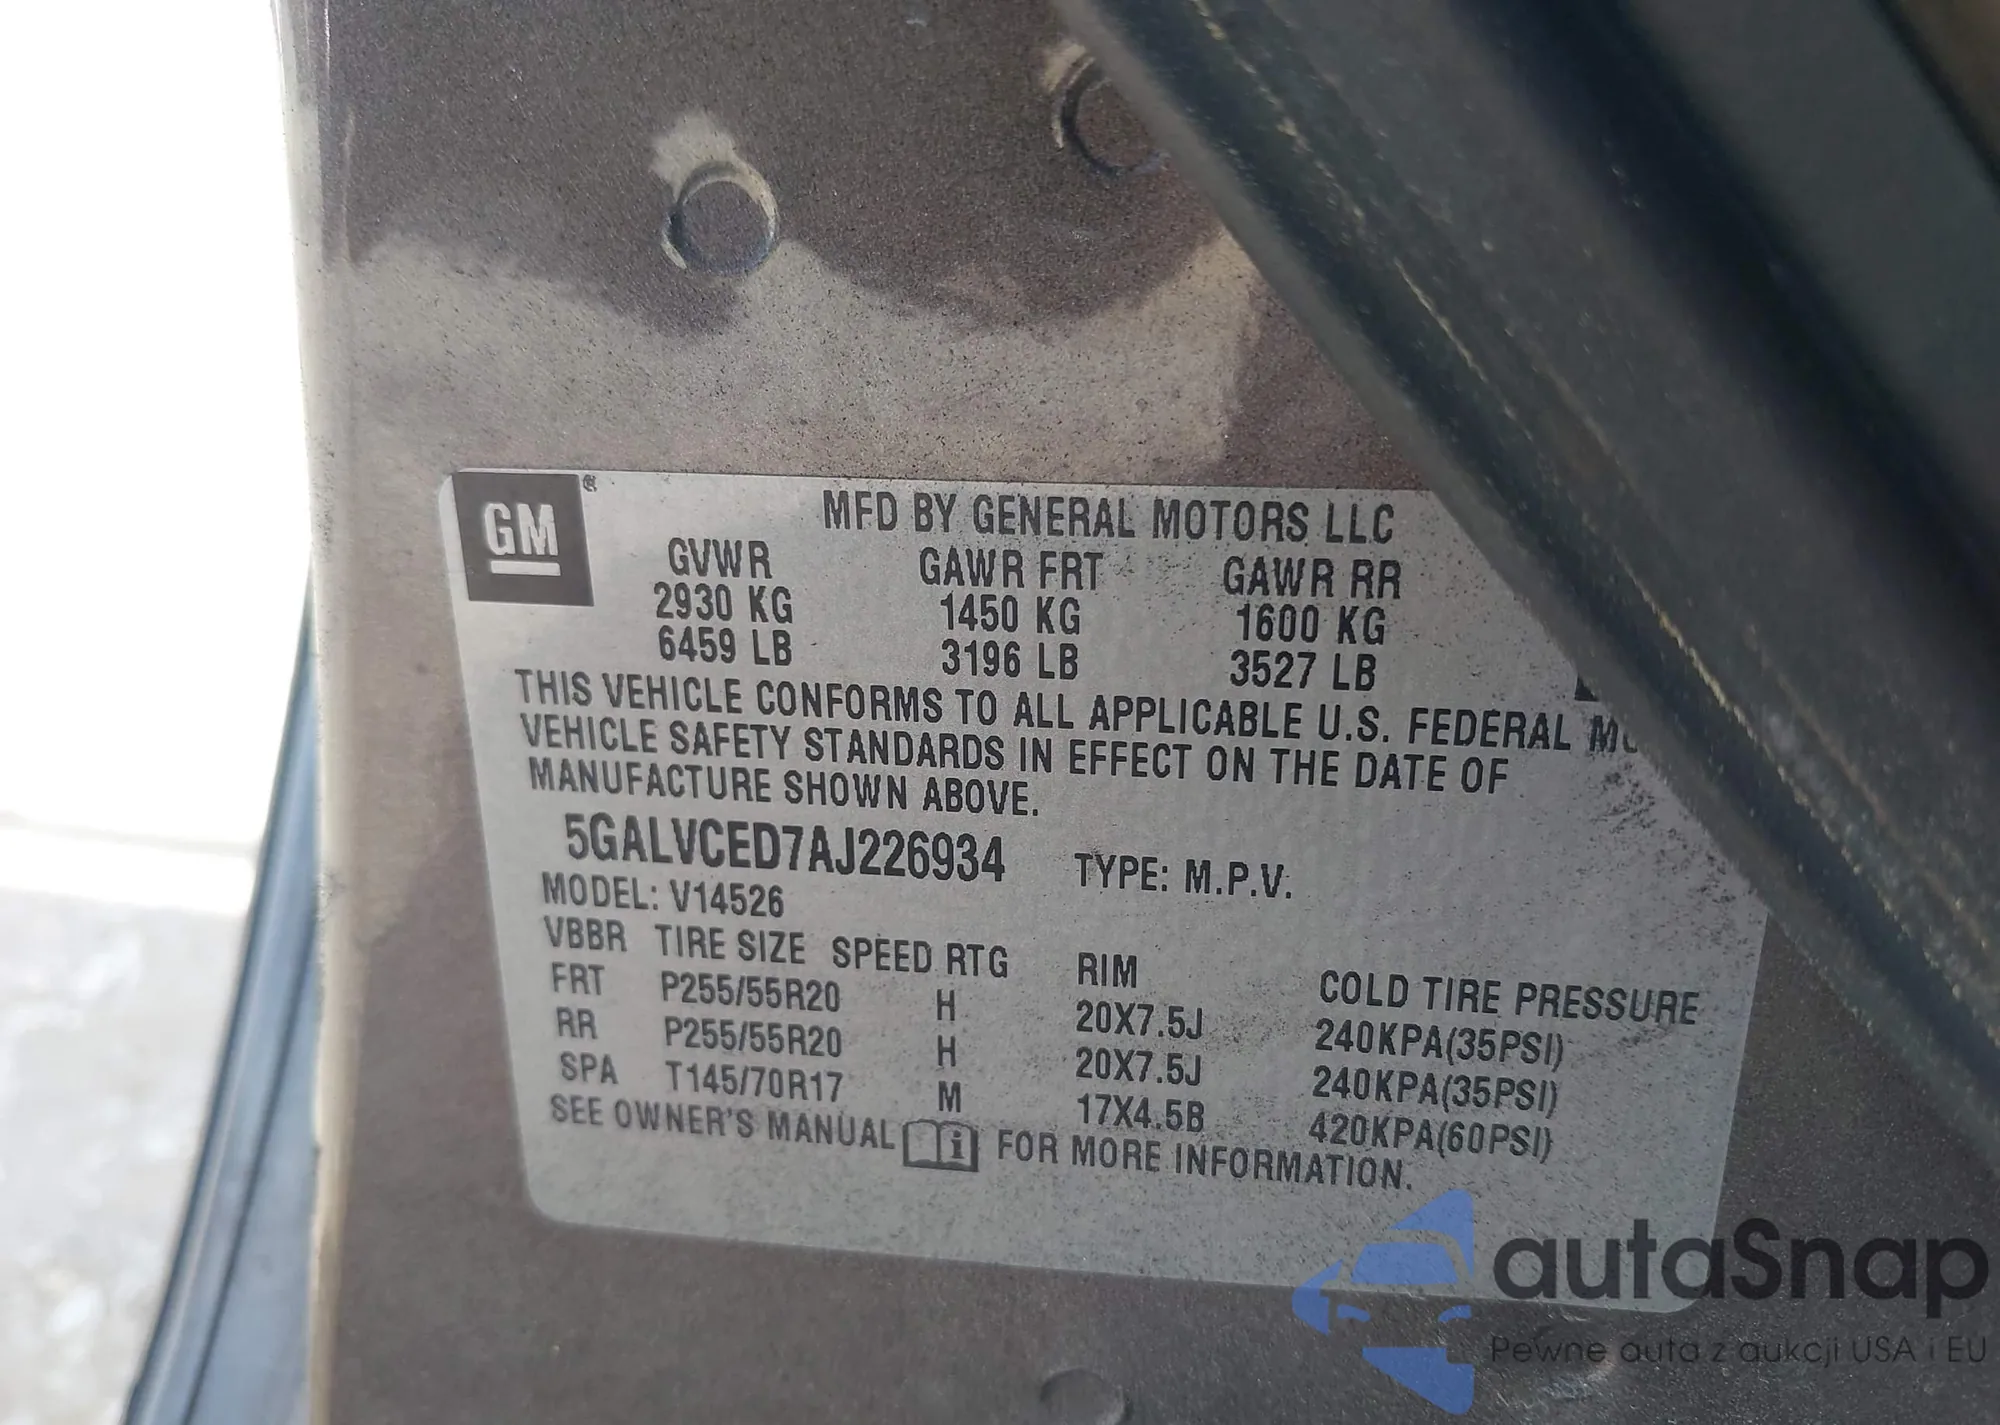 GM ®
MFD BY GENERAL MOTORS LLC
GVWR GAWR FRT GAWR RR
2930 KG 1450 KG 1600 KG
6459 LB 3196 LB 3527 LB
THIS VEHICLE CONFORMS TO ALL APPLICABLE U.S. FEDERAL
VEHICLE SAFETY STANDARDS IN EFFECT ON THE DATE OF
MANUFACTURE SHOWN ABOVE.
5GALVCED7AJ226934 TYPE: M.P.V.
MODEL: V14526
VBBR TIRE SIZE SPEED RTG RIM COLD TIRE PRESSURE
FRT P255/55R20 H 20X7.5J 240KPA(35PSI)
RR P255/55R20 H 20X7.5J 240KPA(35PSI)
SPA T145/70R17 M 17X4.5B 420KPA(60PSI)
SEE OWNER'S MANUAL i FOR MORE INFORMATION.
autaSnap
Pewne auta z aukcji USA i EU